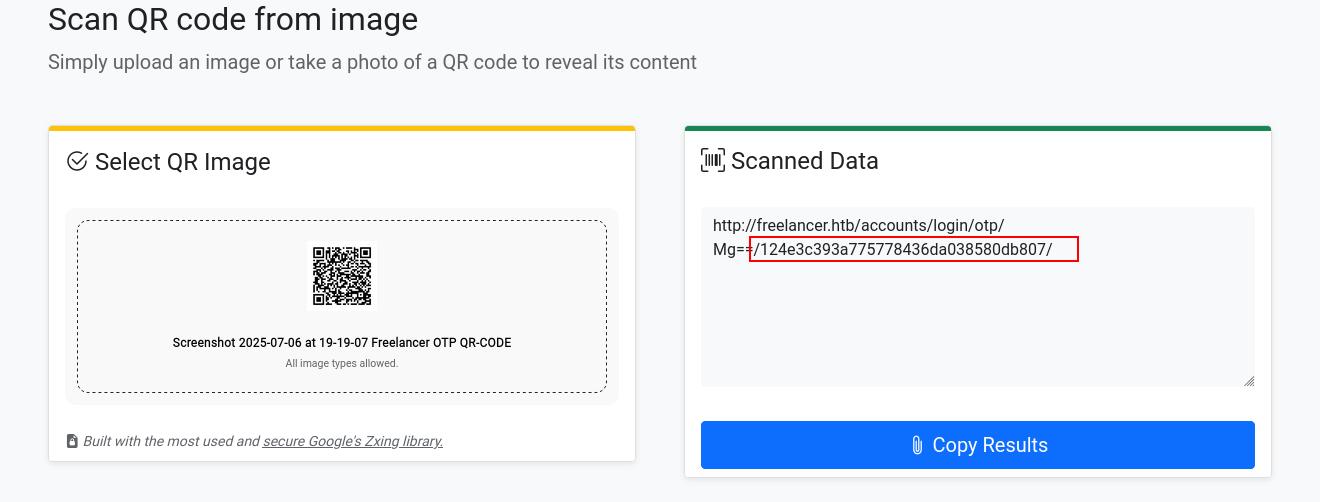 Scan QR code from image
Simply upload an image or take a photo of a QR code to reveal its content
Select QR Image
Screenshot 2025-07-06 at 19-19-07 Freelancer OTP QR-CODE
All image types allowed.
Built with the most used and secure Google's Zxing library.
Scanned Data
http://freelancer.htb/accounts/login/otp/
Mg==/124e3c393a775778436da038580db807/
Copy Results